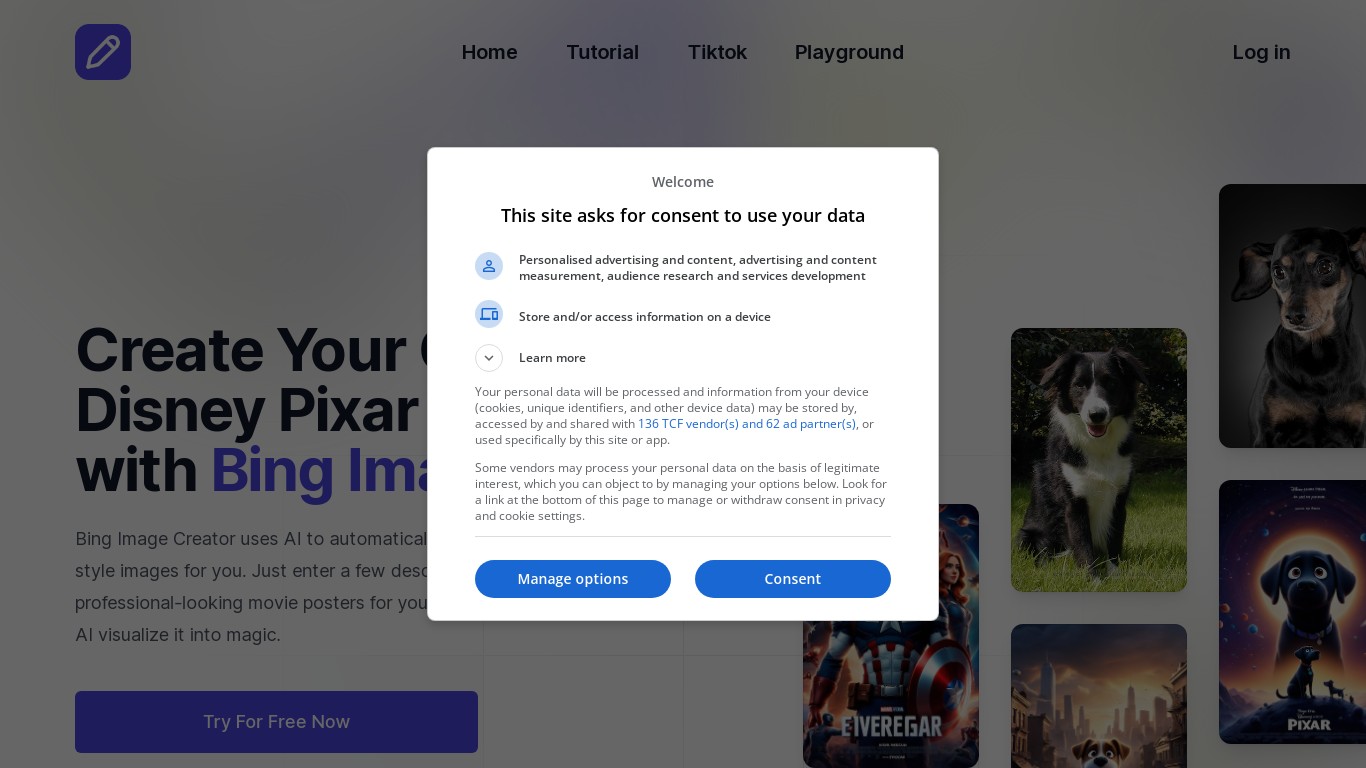 Home Tutorial Tiktok Playground Log in
Welcome
This site asks for consent to use your data
Personalised advertising and content, advertising and content
measurement, audience research and services development
Store and/or access information on a device
Learn more
Your personal data will be processed and information from your device
(cookies, unique identifiers, and other device data) may be stored by,
accessed by and shared with 136 TCF vendor(s) and 62 ad partner(s), or
used specifically by this site or app.
Some vendors may process your personal data on the basis of legitimate
interest, which you can object to by managing your options below. Look for
a link at the bottom of this page to manage or withdraw consent in privacy
and cookie settings.
Manage options Consent
Create Your
Disney Pixar
with Bing Ima
Bing Image Creator uses AI to automatical
style images for you. Just enter a few desc
professional-looking movie posters for you
AI visualize it into magic.
Try For Free Now
EIVEREGAR
PIXAR